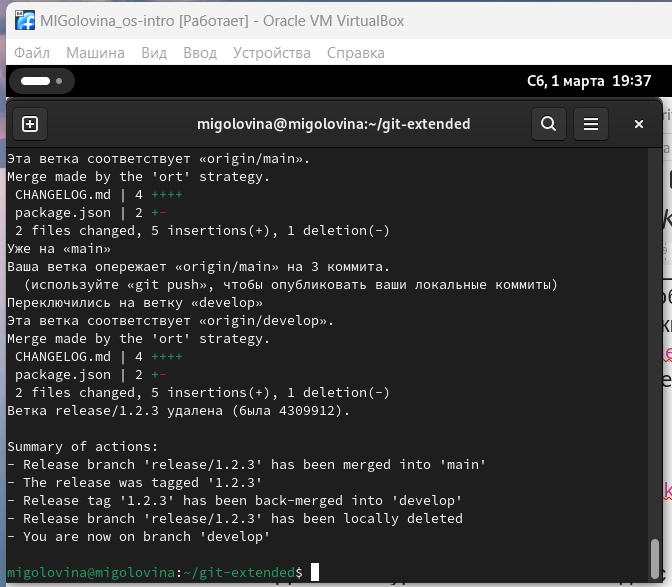 MIGolovina_os-intro [Работает] - Oracle VM VirtualBox
Файл Машина Вид Ввод Устройства Справка
Сб, 1 марта 19:37
migolovina@migolovina:~/git-extended
Эта ветка соответствует «origin/main».
Merge made by the 'ort' strategy.
CHANGELOG.md | 4 ++++
package.json | 2 +-
2 files changed, 5 insertions(+), 1 deletion(-)
Уже на «main»
Ваша ветка опережает «origin/main» на 3 коммита.
(используйте «git push», чтобы опубликовать ваши локальные коммиты)
Переключились на ветку «develop»
Эта ветка соответствует «origin/develop».
Merge made by the 'ort' strategy.
CHANGELOG.md | 4 ++++
package.json | 2 +-
2 files changed, 5 insertions(+), 1 deletion(-)
Ветка release/1.2.3 удалена (была 4309912).
Summary of actions:
- Release branch 'release/1.2.3' has been merged into 'main'
- The release was tagged '1.2.3'
- Release tag '1.2.3' has been back-merged into 'develop'
- Release branch 'release/1.2.3' has been locally deleted
- You are now on branch 'develop'
migolovina@migolovina:~/git-extended$